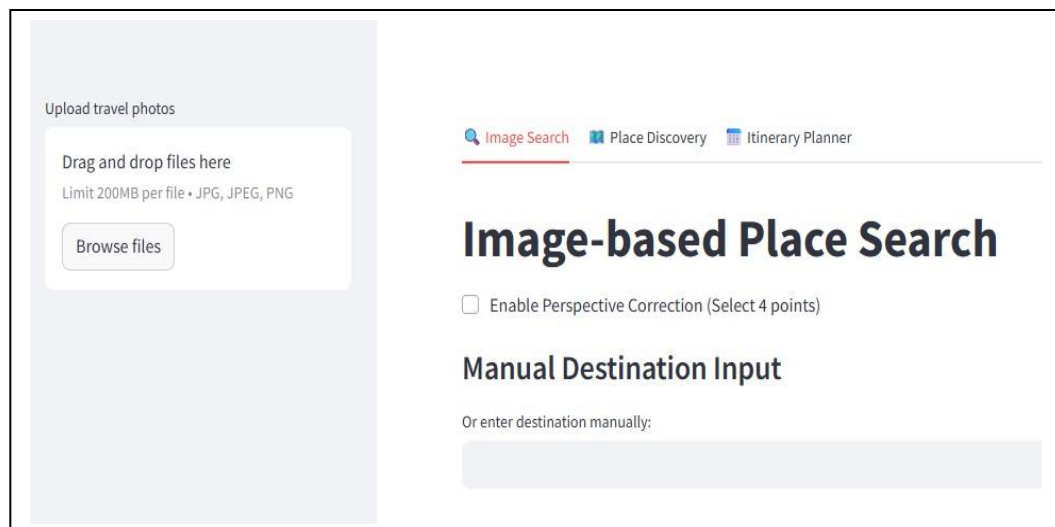 Upload travel photos
Drag and drop files here
Limit 200MB per file • JPG, JPEG, PNG
Browse files
Image Search Place Discovery Itinerary Planner
Image-based Place Search
Enable Perspective Correction (Select 4 points)
Manual Destination Input
Or enter destination manually: